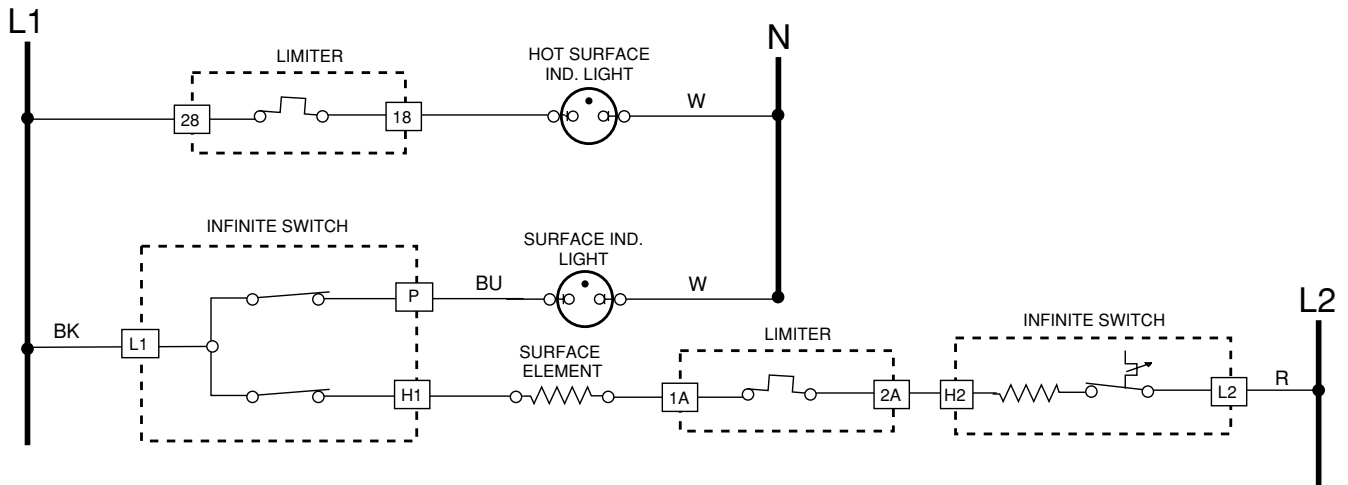 L1
N
LIMITER
HOT SURFACE
IND. LIGHT
28
18
W
INFINITE SWITCH
SURFACE IND.
LIGHT
P
BU
W
L2
BK
L1
SURFACE
ELEMENT
LIMITER
INFINITE SWITCH
H1
1A
2A
H2
L2
R